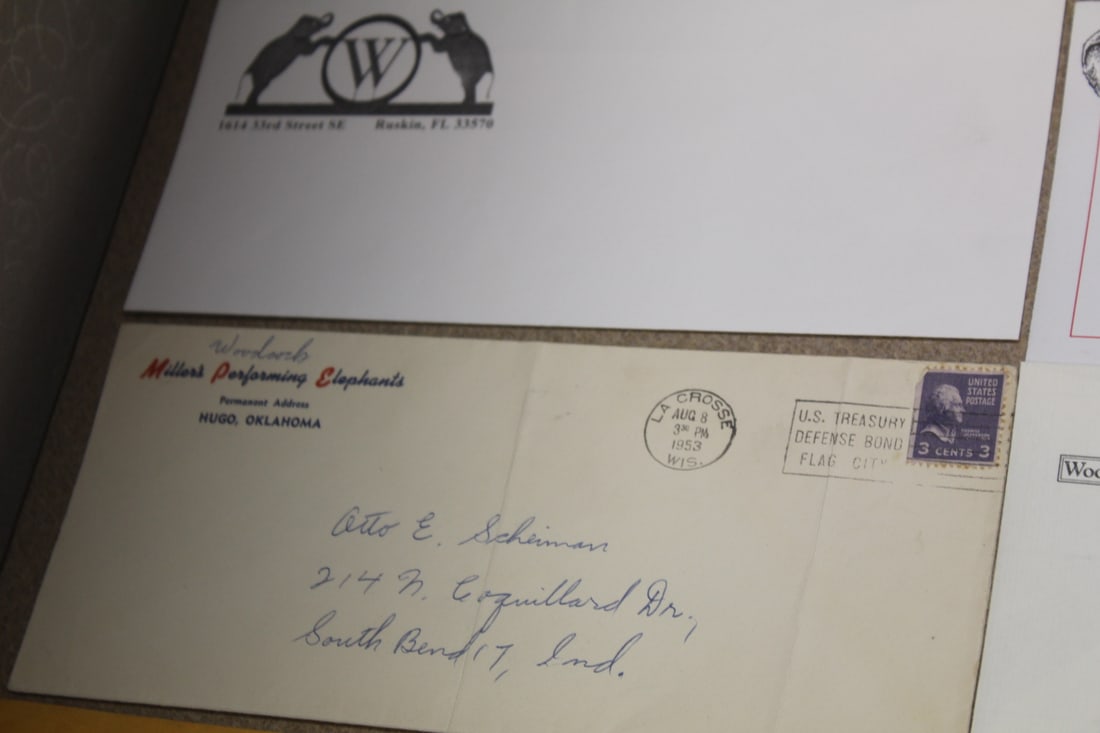 W
1614 33rd Street SE Ruskin, FL 33570
Woodcock
Miller's Performing Elephants
Permanent Address
HUGO, OKLAHOMA
LA CROSSE
AUG 8
3 30 PM
1953
WIS.
U.S. TREASURY
DEFENSE BOND
FLAG CITY
UNITED
STATES
POSTAGE
3 CENTS 3
Otto E. Scheiman
214 N. Coquillard Dr.,
South Bend 17, Ind.
Woo